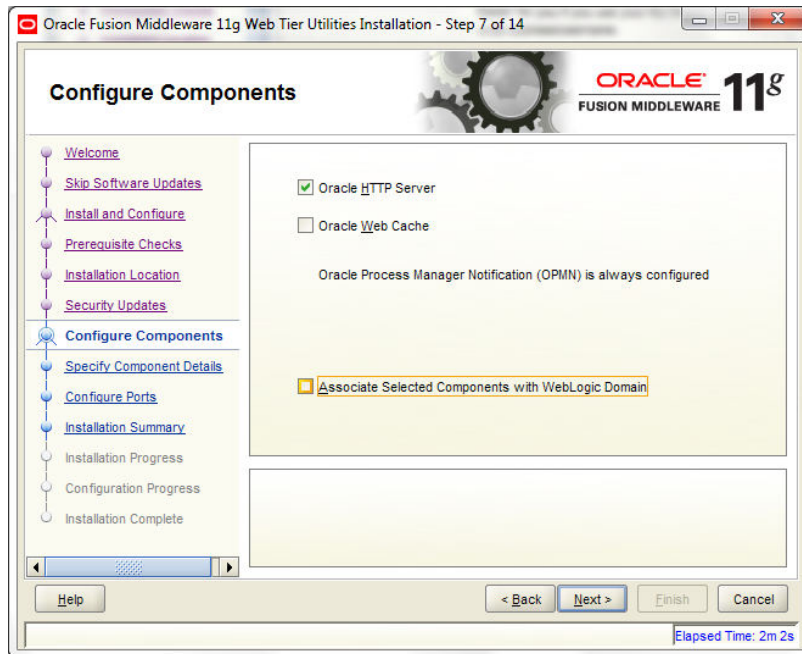 Oracle Fusion Middleware 11g Web Tier Utilities Installation - Step 7 of 14
Configure Components
ORACLE
FUSION MIDDLEWARE
11g
Welcome
Skip Software Updates
Install and Configure
Prerequisite Checks
Installation Location
Security Updates
Configure Components
Specify Component Details
Configure Ports
Installation Summary
Installation Progress
Configuration Progress
Installation Complete
Oracle HTTP Server
Oracle Web Cache
Oracle Process Manager Notification (OPMN) is always configured
Associate Selected Components with WebLogic Domain
Help
< Back
Next >
Finish
Cancel
Elapsed Time: 2m 2s